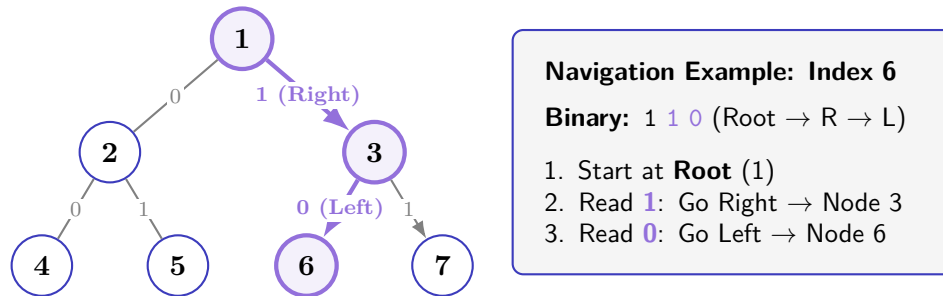 1
0
1 (Right)
2
3
0
1
0 (Left)
1
4
5
6
7
Navigation Example: Index 6
Binary: 1 1 0 (Root → R → L)
1. Start at Root (1)
2. Read 1: Go Right → Node 3
3. Read 0: Go Left → Node 6